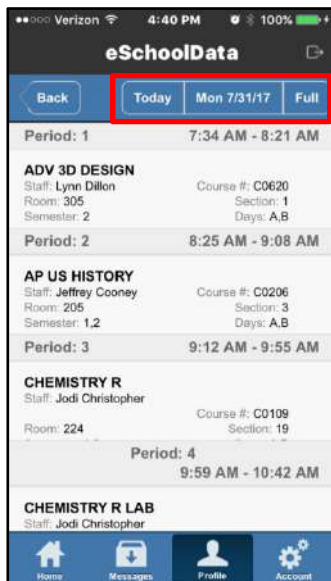 Verizon 4:40 PM 100%
eSchoolData
Back Today Mon 7/31/17 Full
Period: 1 7:34 AM - 8:21 AM
ADV 3D DESIGN
Staff: Lynn Dillon Course #: C0620
Room: 305 Section: 1
Semester: 2 Days: A,B
Period: 2 8:25 AM - 9:08 AM
AP US HISTORY
Staff: Jeffrey Cooney Course #: C0206
Room: 205 Section: 3
Semester: 1,2 Days: A,B
Period: 3 9:12 AM - 9:55 AM
CHEMISTRY R
Staff: Jodi Christopher
Course #: C0109
Room: 224 Section: 19
Period: 4
9:59 AM - 10:42 AM
CHEMISTRY R LAB
Staff: Jodi Christopher
Home Messages Profile Account